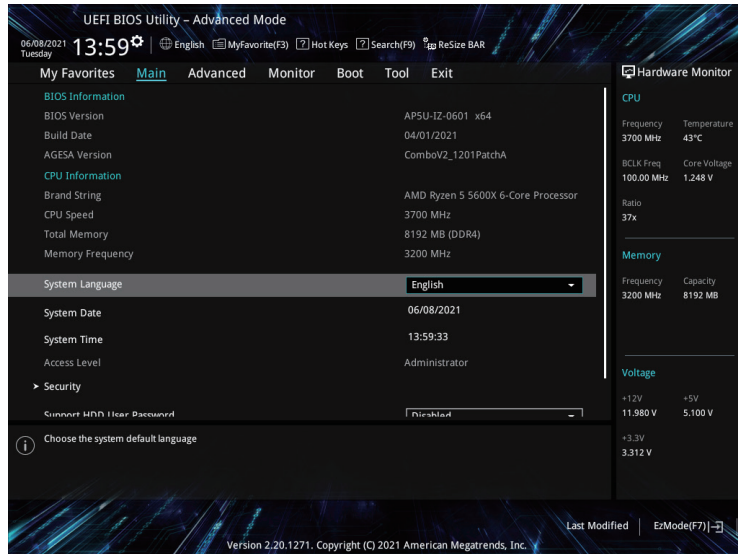 UEFI BIOS Utility – Advanced Mode
06/08/2021 Tuesday 13:59 English MyFavorite(F3) ? Hot Keys ? Search(F9) ReSize BAR
My Favorites Main Advanced Monitor Boot Tool Exit
BIOS Information
BIOS Version AP5U-IZ-0601 x64
Build Date 04/01/2021
AGESA Version ComboV2_1201PatchA
CPU Information
Brand String AMD Ryzen 5 5600X 6-Core Processor
CPU Speed 3700 MHz
Total Memory 8192 MB (DDR4)
Memory Frequency 3200 MHz
System Language English
System Date 06/08/2021
System Time 13:59:33
Access Level Administrator
Security
Support HDD User Password Disabled
i Choose the system default language
Hardware Monitor
CPU
Frequency Temperature
3700 MHz 43°C
BCLK Freq Core Voltage
100.00 MHz 1.248 V
Ratio
37x
Memory
Frequency Capacity
3200 MHz 8192 MB
Voltage
+12V +5V
11.980 V 5.100 V
+3.3V
3.312 V
Last Modified EzMode(F7)
Version 2.20.1271. Copyright (C) 2021 American Megatrends, Inc.